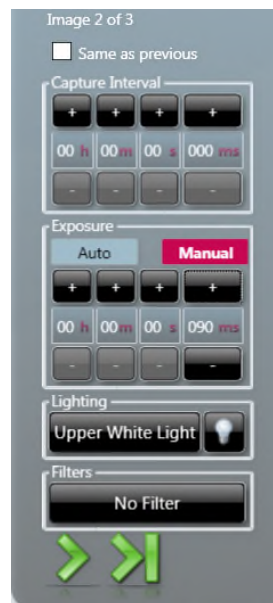 Image 2 of 3
Same as previous
Capture Interval
+ + + +
00 h 00 m 00 s 000 ms
- - - -
Exposure
Auto Manual
+ + + +
00 h 00 m 00 s 090 ms
- - - -
Lighting
Upper White Light
Filters
No Filter